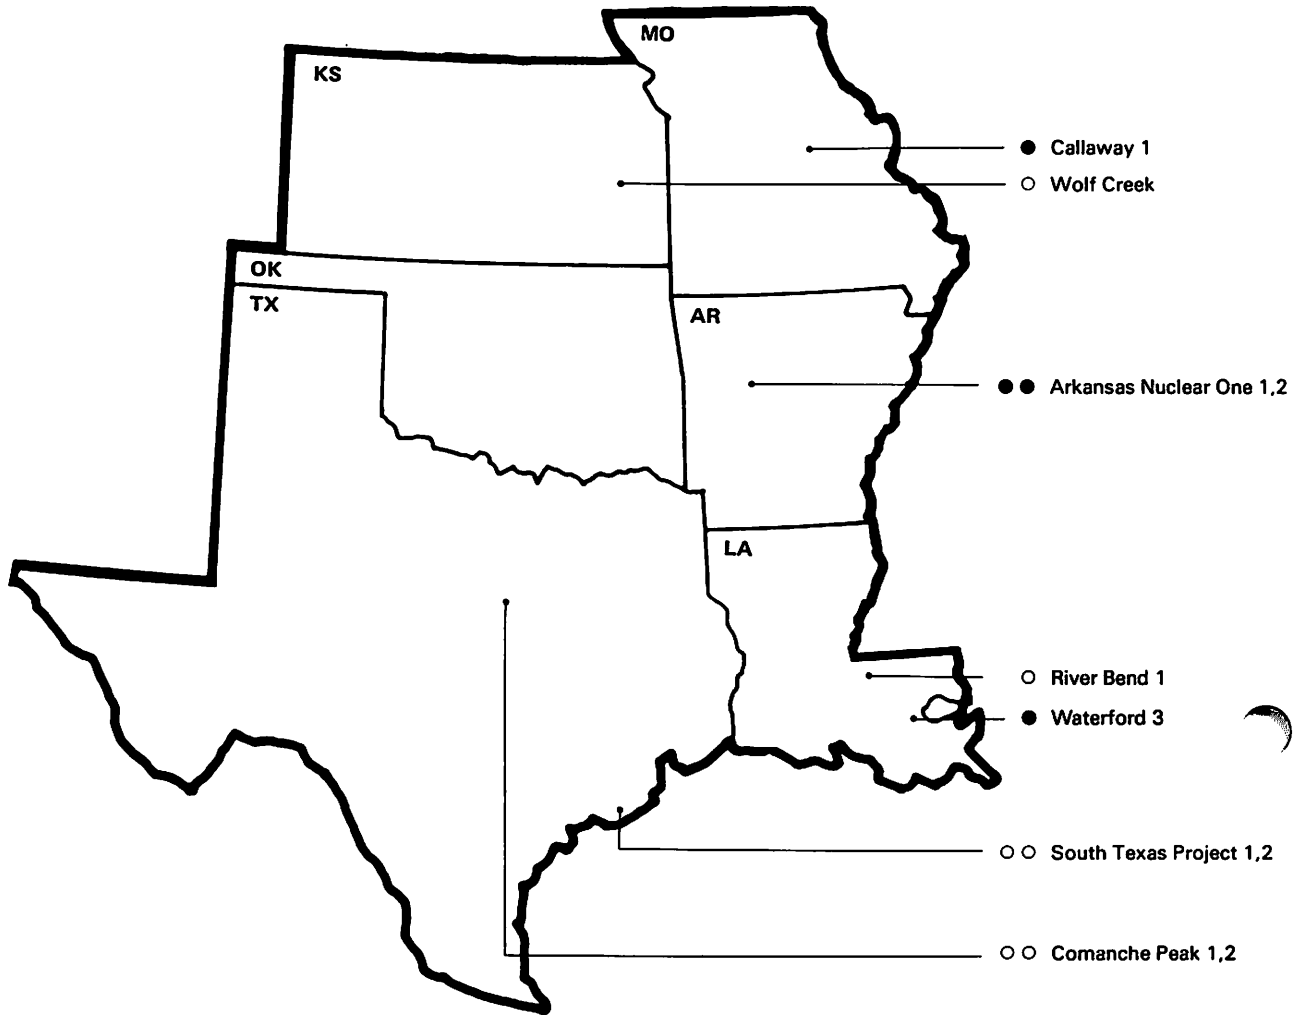 MO
KS
Callaway 1
Wolf Creek
OK
TX
AR
Arkansas Nuclear One 1,2
LA
River Bend 1
Waterford 3
South Texas Project 1,2
Comanche Peak 1,2